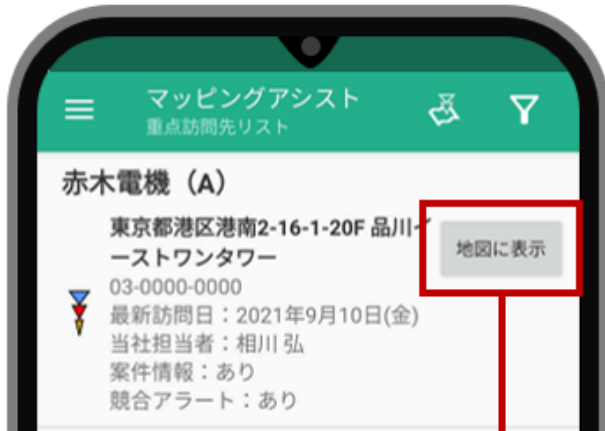 マッピングアシスト
重点訪問先リスト
赤木電機（A）
東京都港区港南2-16-1-20F 品川イ
ーストワンタワー
地図に表示
03-0000-0000
最新訪問日：2021年9月10日(金)
当社担当者：相川 弘
案件情報：あり
競合アラート：あり